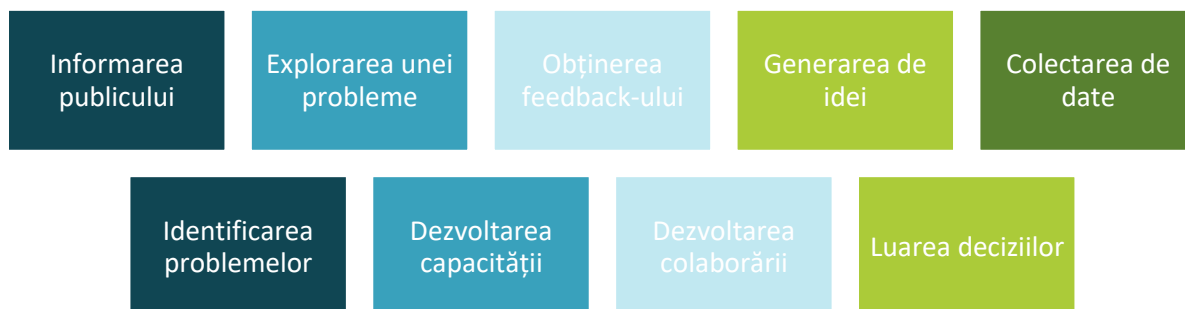 Informarea
publicului
Explorarea unei
probleme
Obținerea
feedback-ului
Generarea de
idei
Colectarea de
date
Identificarea
problemelor
Dezvoltarea
capacității
Dezvoltarea
colaborării
Luarea deciziilor